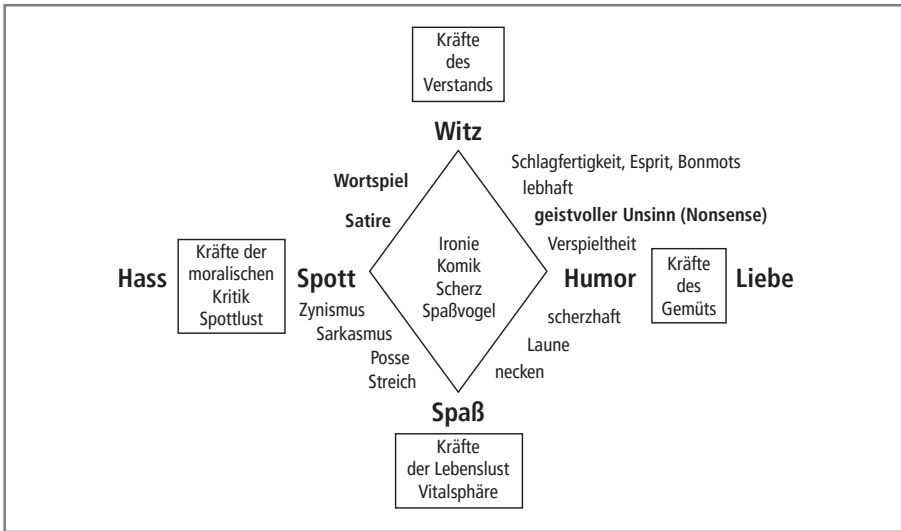 Kräfte
des
Verstands
Witz
Wortspiel
Satire
Schlagfertigkeit, Esprit, Bonmots
lebhaft
geistvoller Unsinn (Nonsense)
Verspieltheit
Hass
Kräfte der
moralischen
Kritik
Spottlust
Spott
Ironie
Komik
Scherz
Spaßvogel
Humor
Kräfte
des
Gemüts
Liebe
Zynismus
Sarkasmus
Posse
Streich
scherzhaft
Laune
necken
Spaß
Kräfte
der Lebenslust
Vitalsphäre